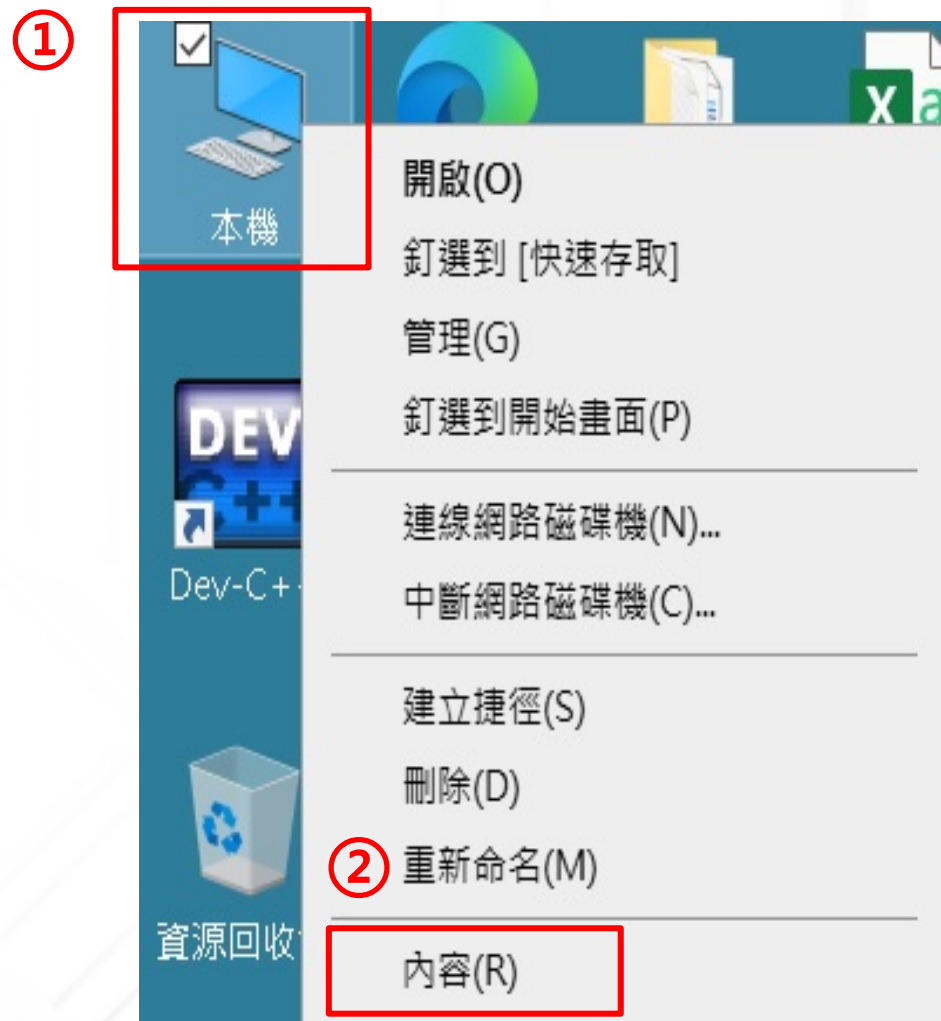 ①
本機
開啟(O)
釘選到 [快速存取]
管理(G)
釘選到開始畫面(P)
連線網路磁碟機(N)...
中斷網路磁碟機(C)...
建立捷徑(S)
刪除(D)
② 重新命名(M)
內容(R)
X a
DEV
C++
Dev-C+
資源回收